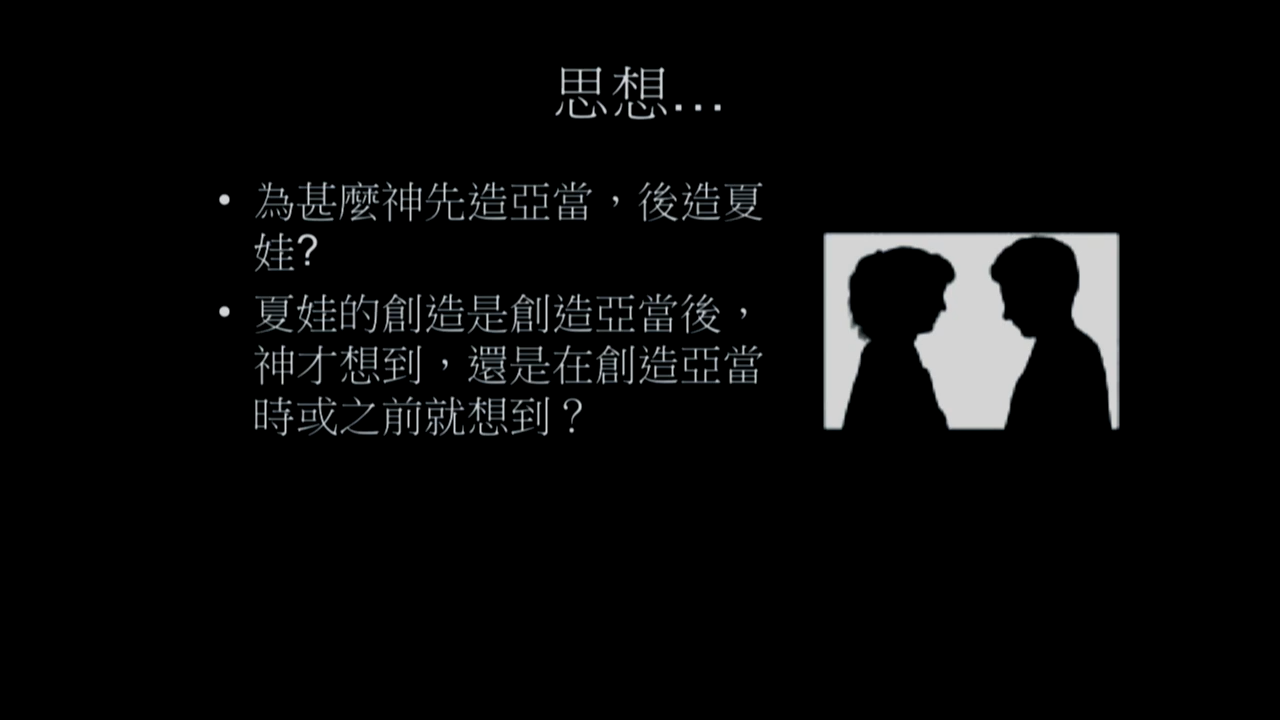 思想...
• 為甚麼神先造亞當，後造夏
娃?
• 夏娃的創造是創造亞當後，
神才想到，還是在創造亞當
時或之前就想到？